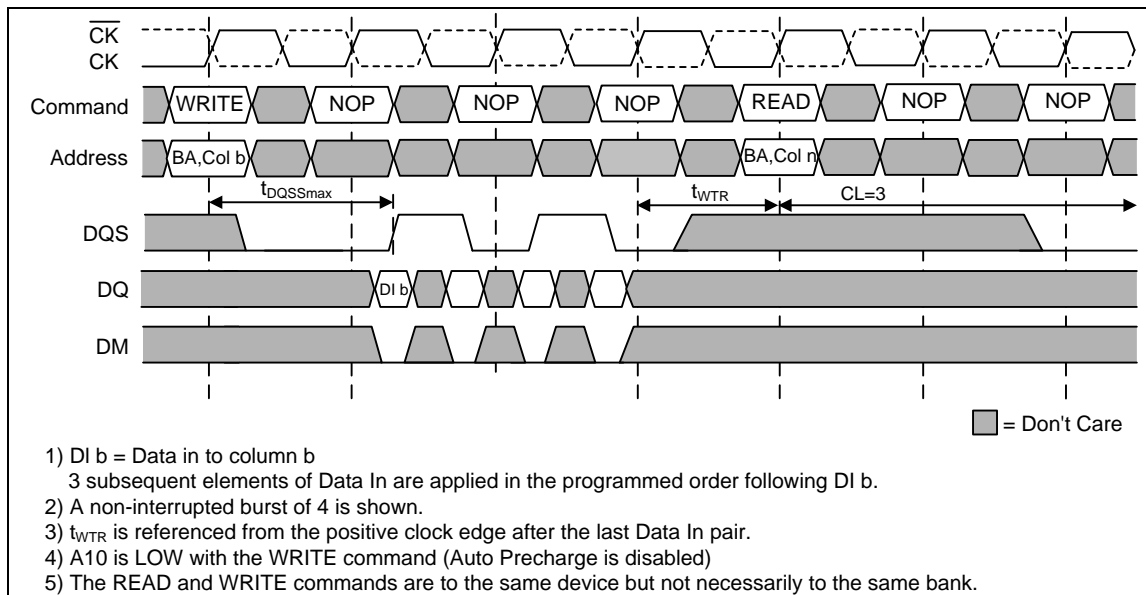 CK
CK
Command WRITE NOP NOP NOP READ NOP NOP
Address BA,Col b BA,Col n
tDQSSmax tWTR CL=3
DQS
DQ DI b
DM
= Don't Care
1) DI b = Data in to column b
3 subsequent elements of Data In are applied in the programmed order following DI b.
2) A non-interrupted burst of 4 is shown.
3) tWTR is referenced from the positive clock edge after the last Data In pair.
4) A10 is LOW with the WRITE command (Auto Precharge is disabled)
5) The READ and WRITE commands are to the same device but not necessarily to the same bank.